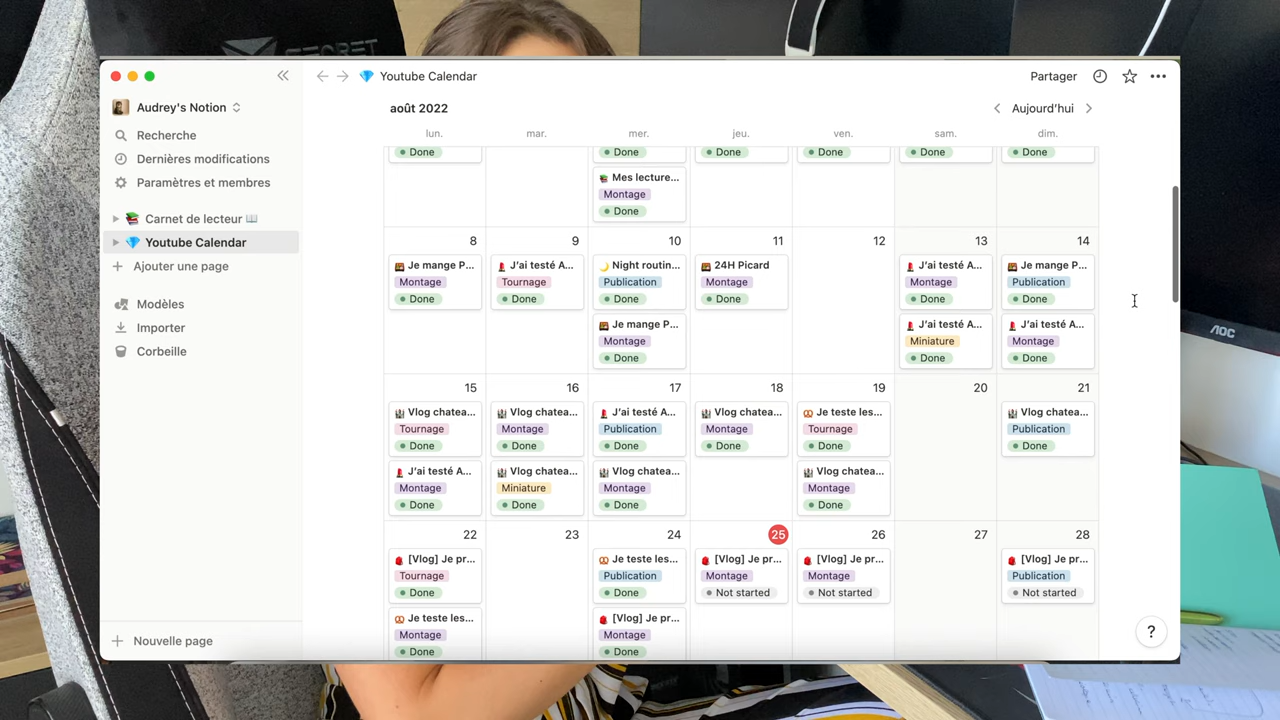 SECRET
Youtube Calendar
Partager
Audrey's Notion
Recherche
Dernières modifications
Paramètres et membres
Carnet de lecteur
Youtube Calendar
Ajouter une page
Modèles
Importer
Corbeille
Nouvelle page
août 2022
Aujourd'hui
lun. mar. mer. jeu. ven. sam. dim.
Done Done Done Done Done Done
Mes lecture...
Montage
Done
8 9 10 11 12 13 14
Je mange P... J'ai testé A... Night routin... 24H Picard J'ai testé A... Je mange P...
Montage Tournage Publication Montage Montage Publication
Done Done Done Done Done Done
Je mange P... J'ai testé A... J'ai testé A...
Montage Miniature Montage
Done Done Done
15 16 17 18 19 20 21
Vlog chatea... Vlog chatea... J'ai testé A... Vlog chatea... Je teste les... Vlog chatea...
Tournage Montage Publication Montage Tournage Publication
Done Done Done Done Done Done
J'ai testé A... Vlog chatea... Vlog chatea... Vlog chatea...
Montage Miniature Montage Montage
Done Done Done Done
22 23 24 25 26 27 28
[Vlog] Je pr... Je teste les... [Vlog] Je pr... [Vlog] Je pr... [Vlog] Je pr...
Tournage Publication Montage Montage Publication
Done Done Not started Not started Not started
Je teste les... [Vlog] Je pr...
Montage Montage
Done Done
?
AOC